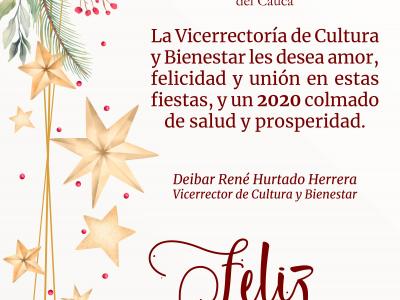 del Cauca
La Vicerrectoría de Cultura
y Bienestar les desea amor,
felicidad y unión en estas
fiestas, y un 2020 colmado
de salud y prosperidad.
Deibar René Hurtado Herrera
Vicerrector de Cultura y Bienestar
Feliz